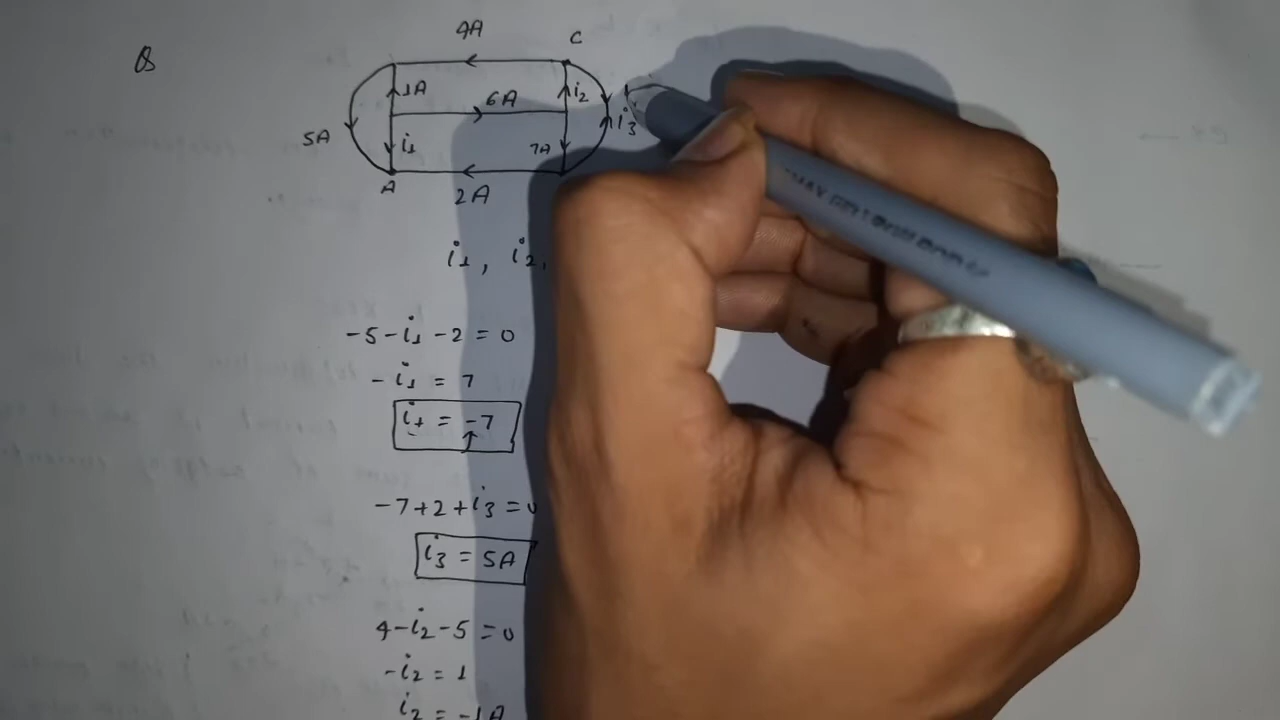 Q
4A
C
1A
6A
i2
i3
5A
i1
7A
A
2A
i1, i2,
-5-i1-2=0
-i1 = 7
i1 = -7
-7+2+i3=0
i3 = 5A
4-i2-5=0
-i2 = 1
i2 = -1A